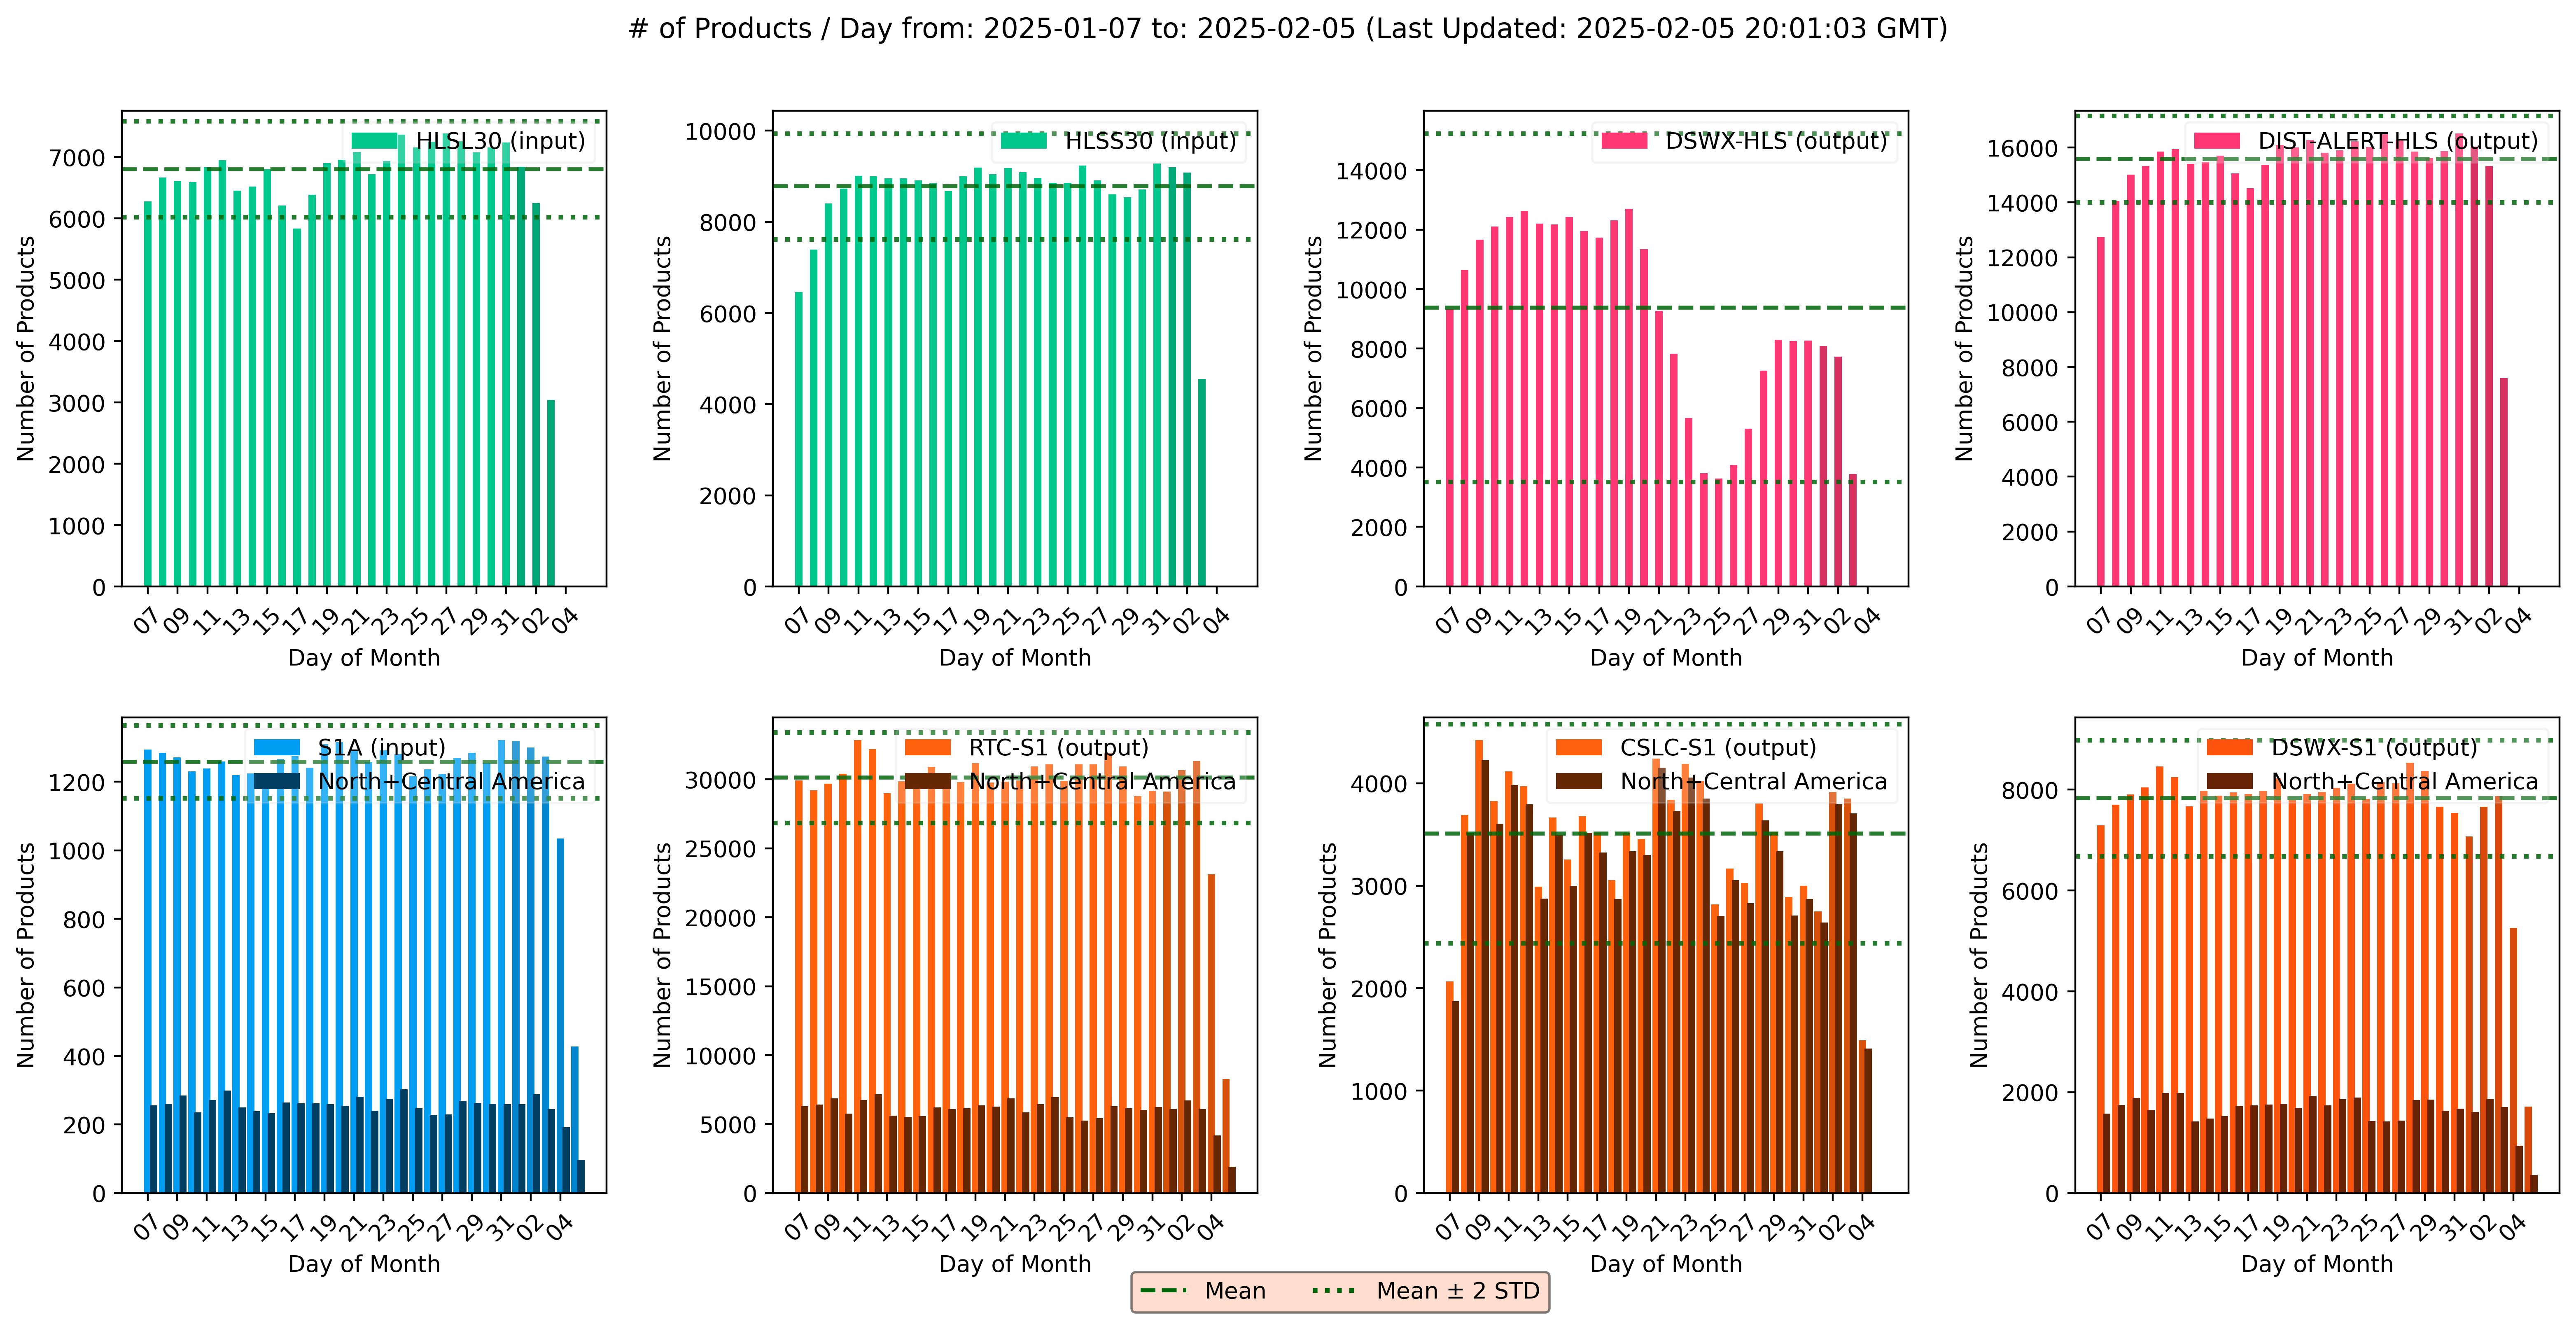 # of Products / Day from: 2025-01-07 to: 2025-02-05 (Last Updated: 2025-02-05 20:01:03 GMT)
HLSL30 (input)
Number of Products
7000
6000
5000
4000
3000
2000
1000
0
07 09 11 13 15 17 19 21 23 25 27 29 31 02 04
Day of Month
HLSS30 (input)
Number of Products
10000
8000
6000
4000
2000
0
07 09 11 13 15 17 19 21 23 25 27 29 31 02 04
Day of Month
DSWX-HLS (output)
Number of Products
14000
12000
10000
8000
6000
4000
2000
0
07 09 11 13 15 17 19 21 23 25 27 29 31 02 04
Day of Month
DIST-ALERT-HLS (output)
Number of Products
16000
14000
12000
10000
8000
6000
4000
2000
0
07 09 11 13 15 17 19 21 23 25 27 29 31 02 04
Day of Month
S1A (input)
North+Central America
Number of Products
1200
1000
800
600
400
200
0
07 09 11 13 15 17 19 21 23 25 27 29 31 02 04
Day of Month
RTC-S1 (output)
North+Central America
Number of Products
30000
25000
20000
15000
10000
5000
0
07 09 11 13 15 17 19 21 23 25 27 29 31 02 04
Day of Month
CSLC-S1 (output)
North+Central America
Number of Products
4000
3000
2000
1000
0
07 09 11 13 15 17 19 21 23 25 27 29 31 02 04
Day of Month
DSWX-S1 (output)
North+Central America
Number of Products
8000
6000
4000
2000
0
07 09 11 13 15 17 19 21 23 25 27 29 31 02 04
Day of Month
Mean
Mean ± 2 STD